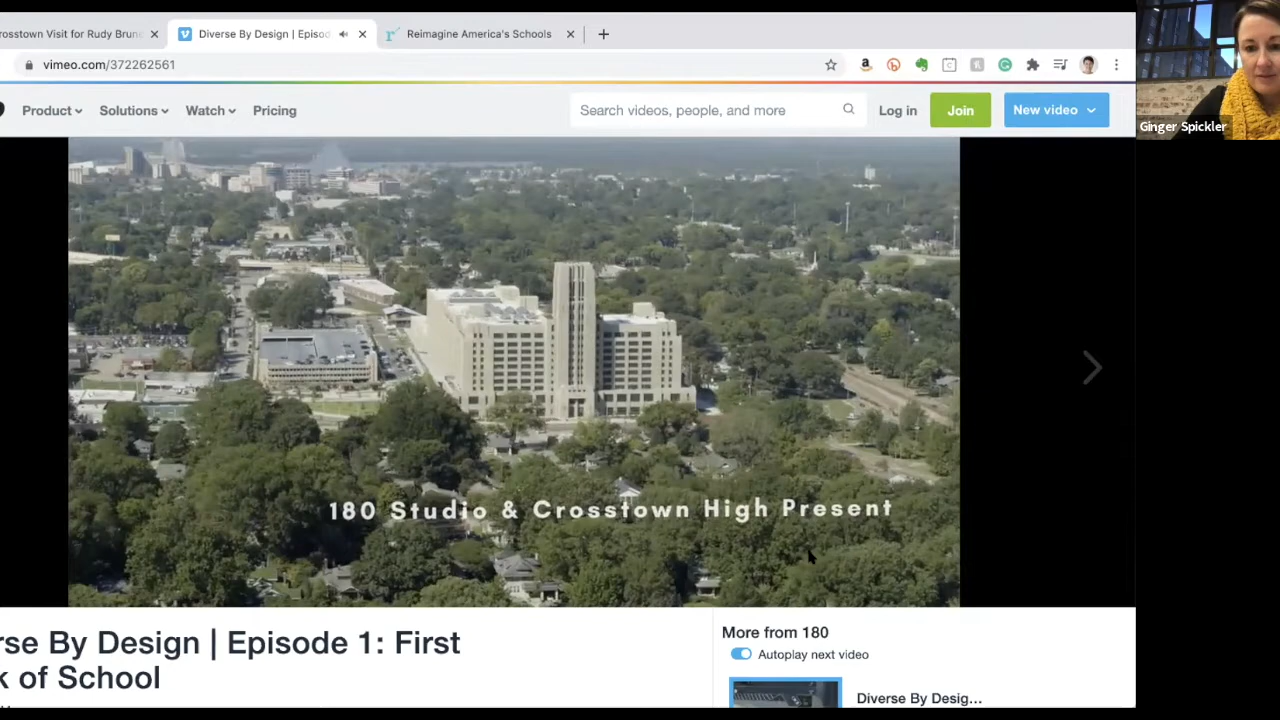 rosstown Visit for Rudy Brun
Diverse By Design | Episod
Reimagine America's Schools
vimeo.com/372262561
Product
Solutions
Watch
Pricing
Search videos, people, and more
Log in
Join
New video
Ginger Spickler
180 Studio & Crosstown High Present
rse By Design | Episode 1: First
k of School
More from 180
Autoplay next video
Diverse By Desig...